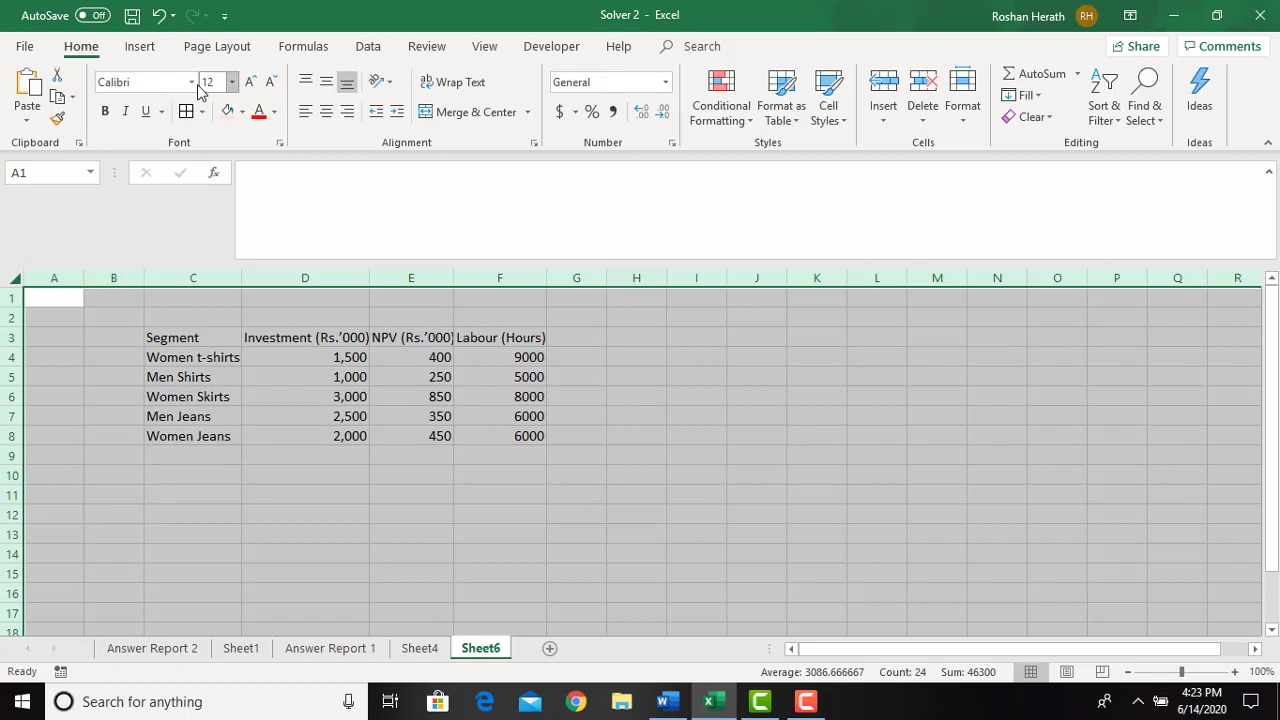 AutoSave Off Solver 2 - Excel Roshan Herath RH
File Home Insert Page Layout Formulas Data Review View Developer Help Search Share Comments
Calibri 12 Wrap Text General AutoSum
Paste Conditional Formatting Format as Table Cell Styles Insert Delete Format Fill Sort & Filter Find & Select Ideas
B I U A Merge & Center $ % , Clear
Clipboard Font Alignment Number Styles Cells Editing Ideas
A1 fx
A B C D E F G H I J K L M N O P Q R
1
2
3 Segment Investment (Rs.'000) NPV (Rs.'000) Labour (Hours)
4 Women t-shirts 1,500 400 9000
5 Men Shirts 1,000 250 5000
6 Women Skirts 3,000 850 8000
7 Men Jeans 2,500 350 6000
8 Women Jeans 2,000 450 6000
9
10
11
12
13
14
15
16
17
18
Answer Report 2 Sheet1 Answer Report 1 Sheet4 Sheet6
Ready Average: 3086.666667 Count: 24 Sum: 46300 100%
Search for anything 4:23 PM
6/14/2020